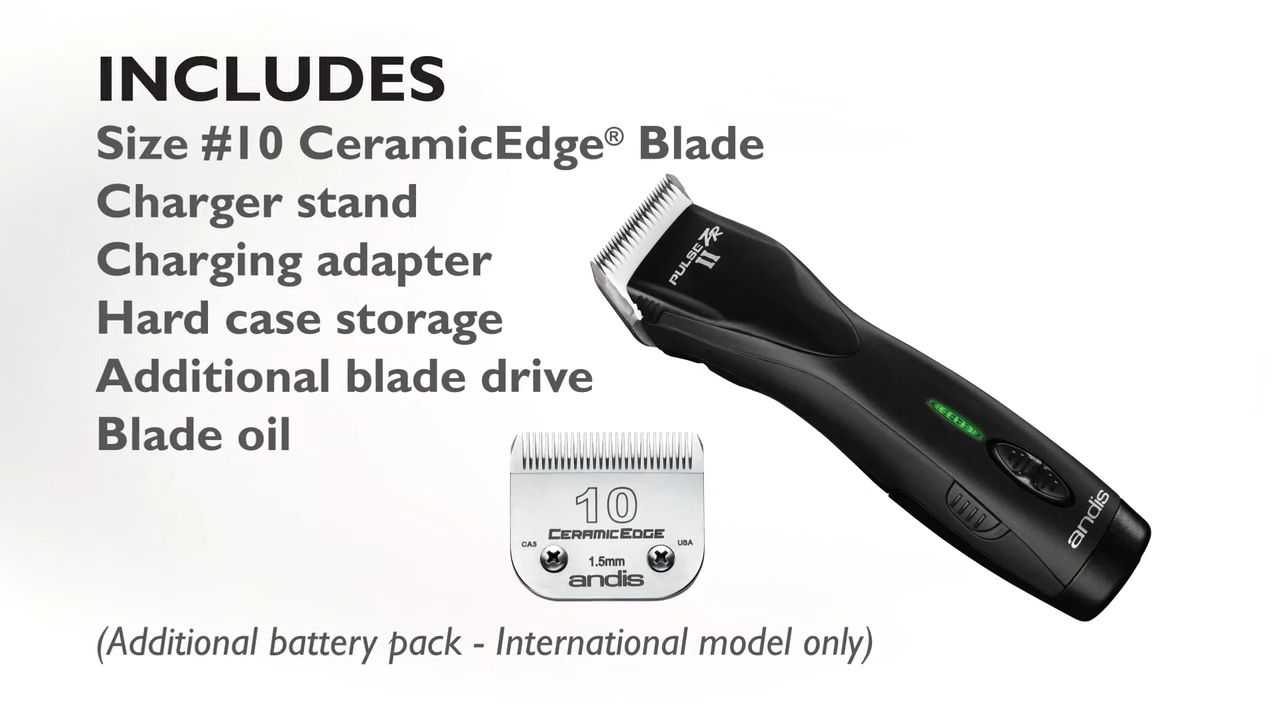 INCLUDES
Size #10 CeramicEdge® Blade
Charger stand
Charging adapter
Hard case storage
Additional blade drive
Blade oil
PULSE ZR
II
andis
10
CERAMICEDGE
CA3
USA
1.5mm
andis
(Additional battery pack - International model only)